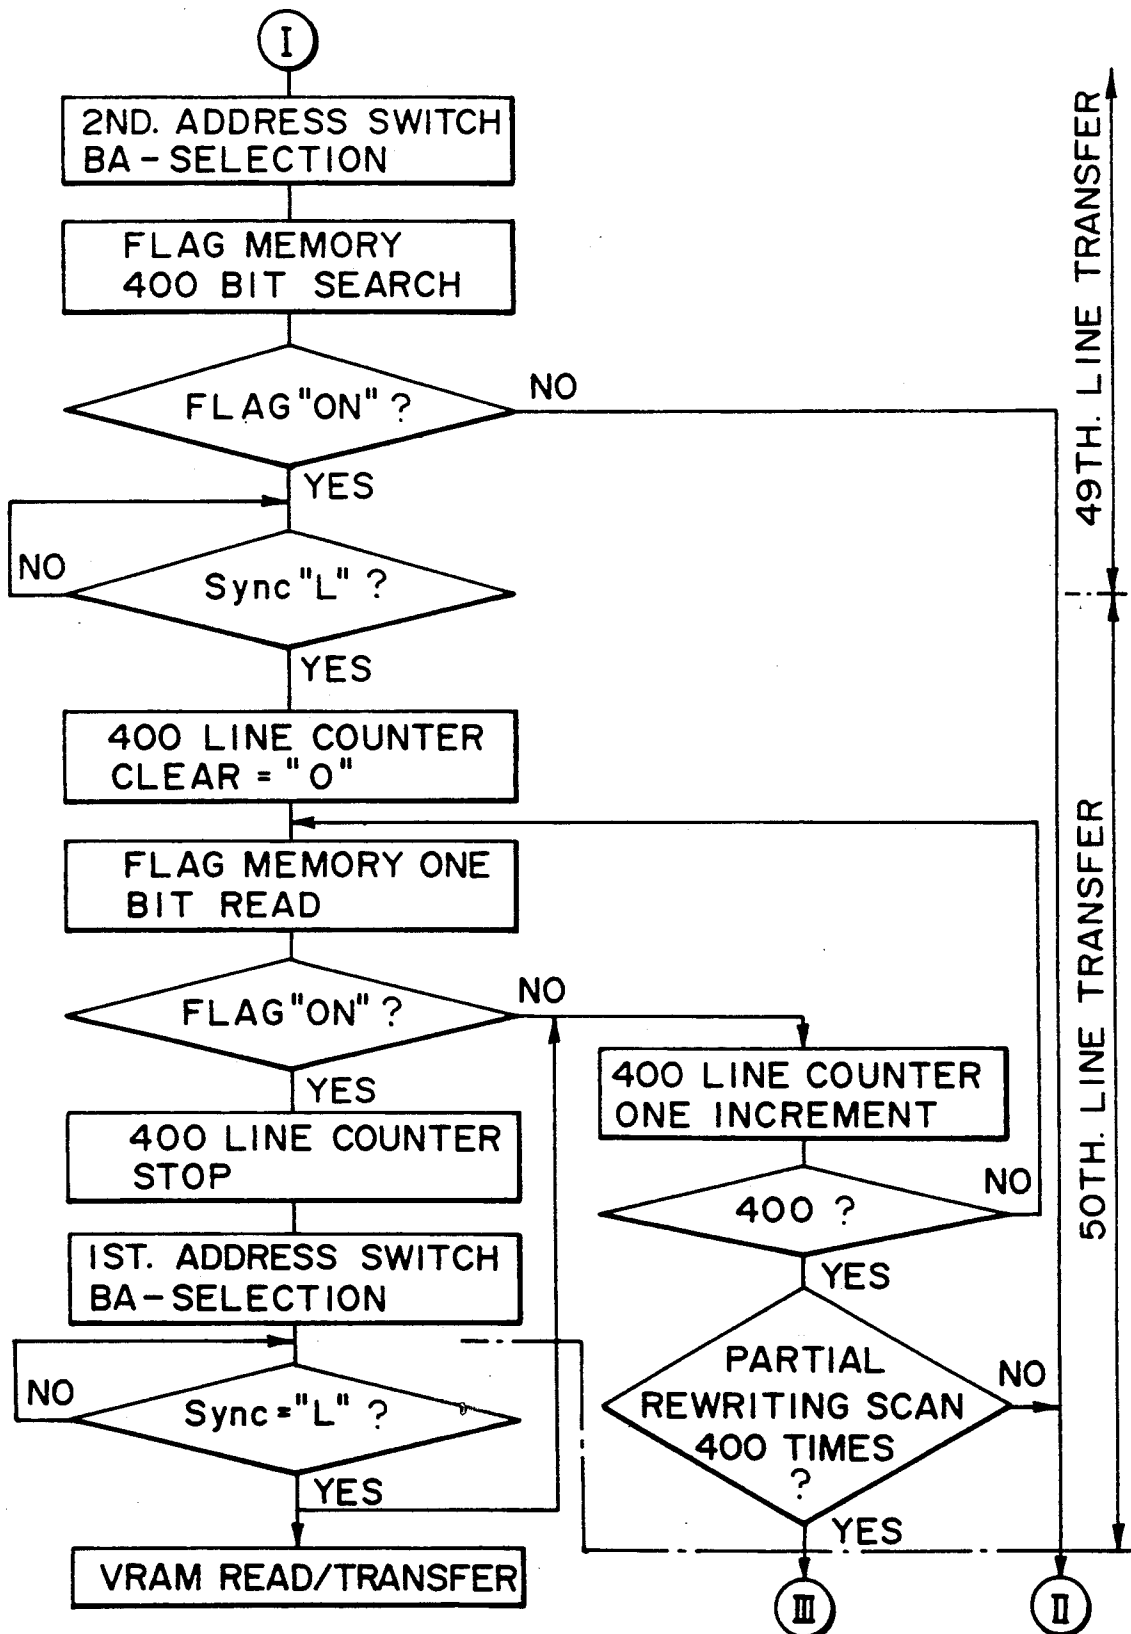 I
2ND. ADDRESS SWITCH
BA-SELECTION
FLAG MEMORY
400 BIT SEARCH
FLAG "ON" ?
NO
YES
NO
Sync "L" ?
YES
400 LINE COUNTER
CLEAR = "0"
FLAG MEMORY ONE
BIT READ
FLAG "ON" ?
NO
YES
400 LINE COUNTER
STOP
1ST. ADDRESS SWITCH
BA-SELECTION
NO
Sync = "L" ?
YES
VRAM READ/TRANSFER
400 LINE COUNTER
ONE INCREMENT
400 ?
NO
YES
PARTIAL
REWRITING SCAN
400 TIMES
?
NO
YES
III
II
49TH. LINE TRANSFER
50TH. LINE TRANSFER